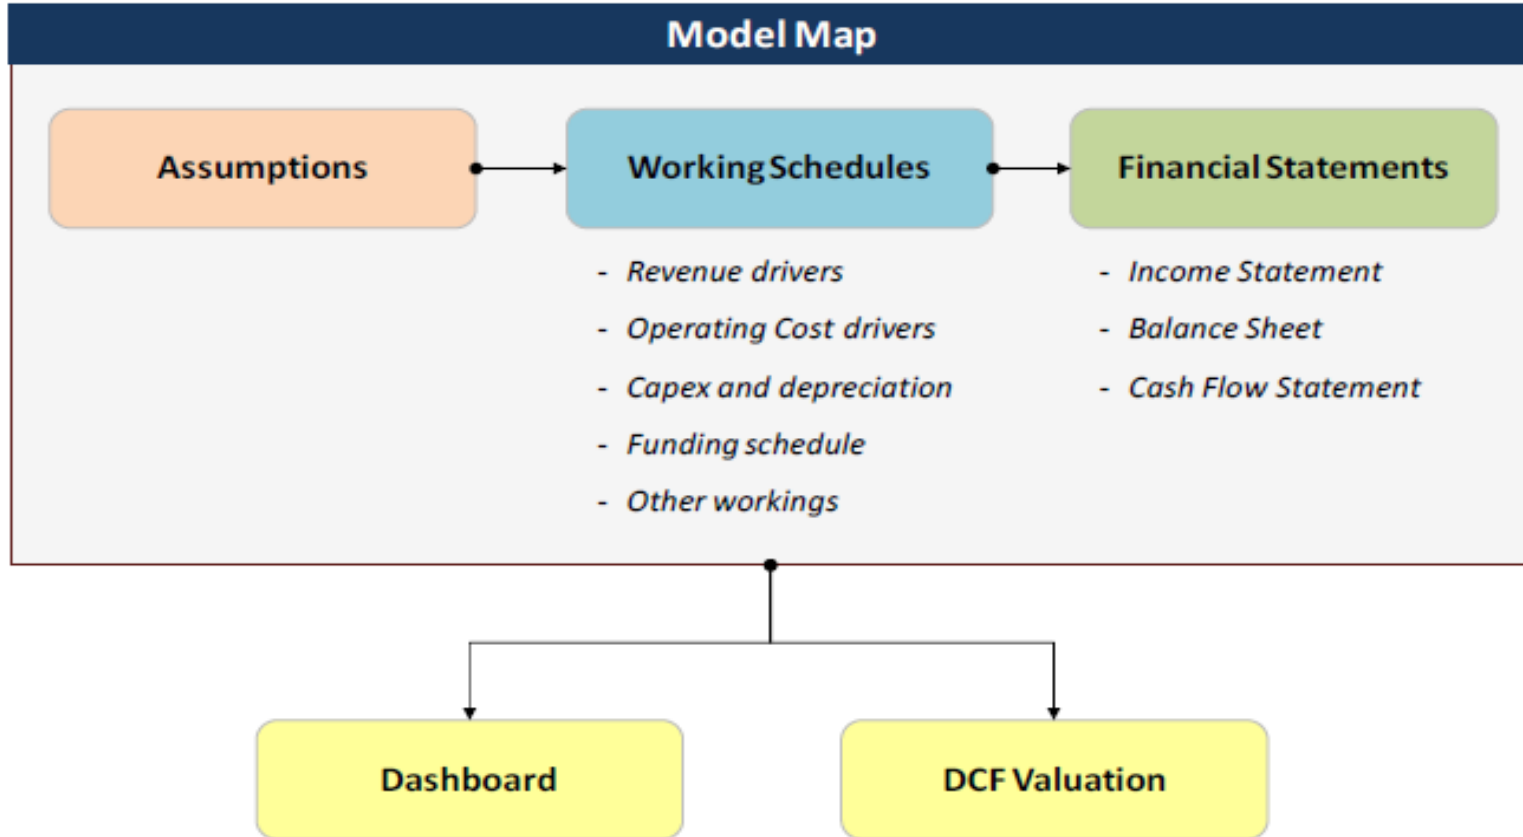 Model Map
Assumptions
Working Schedules
Financial Statements
- Revenue drivers
- Operating Cost drivers
- Capex and depreciation
- Funding schedule
- Other workings
- Income Statement
- Balance Sheet
- Cash Flow Statement
Dashboard
DCF Valuation